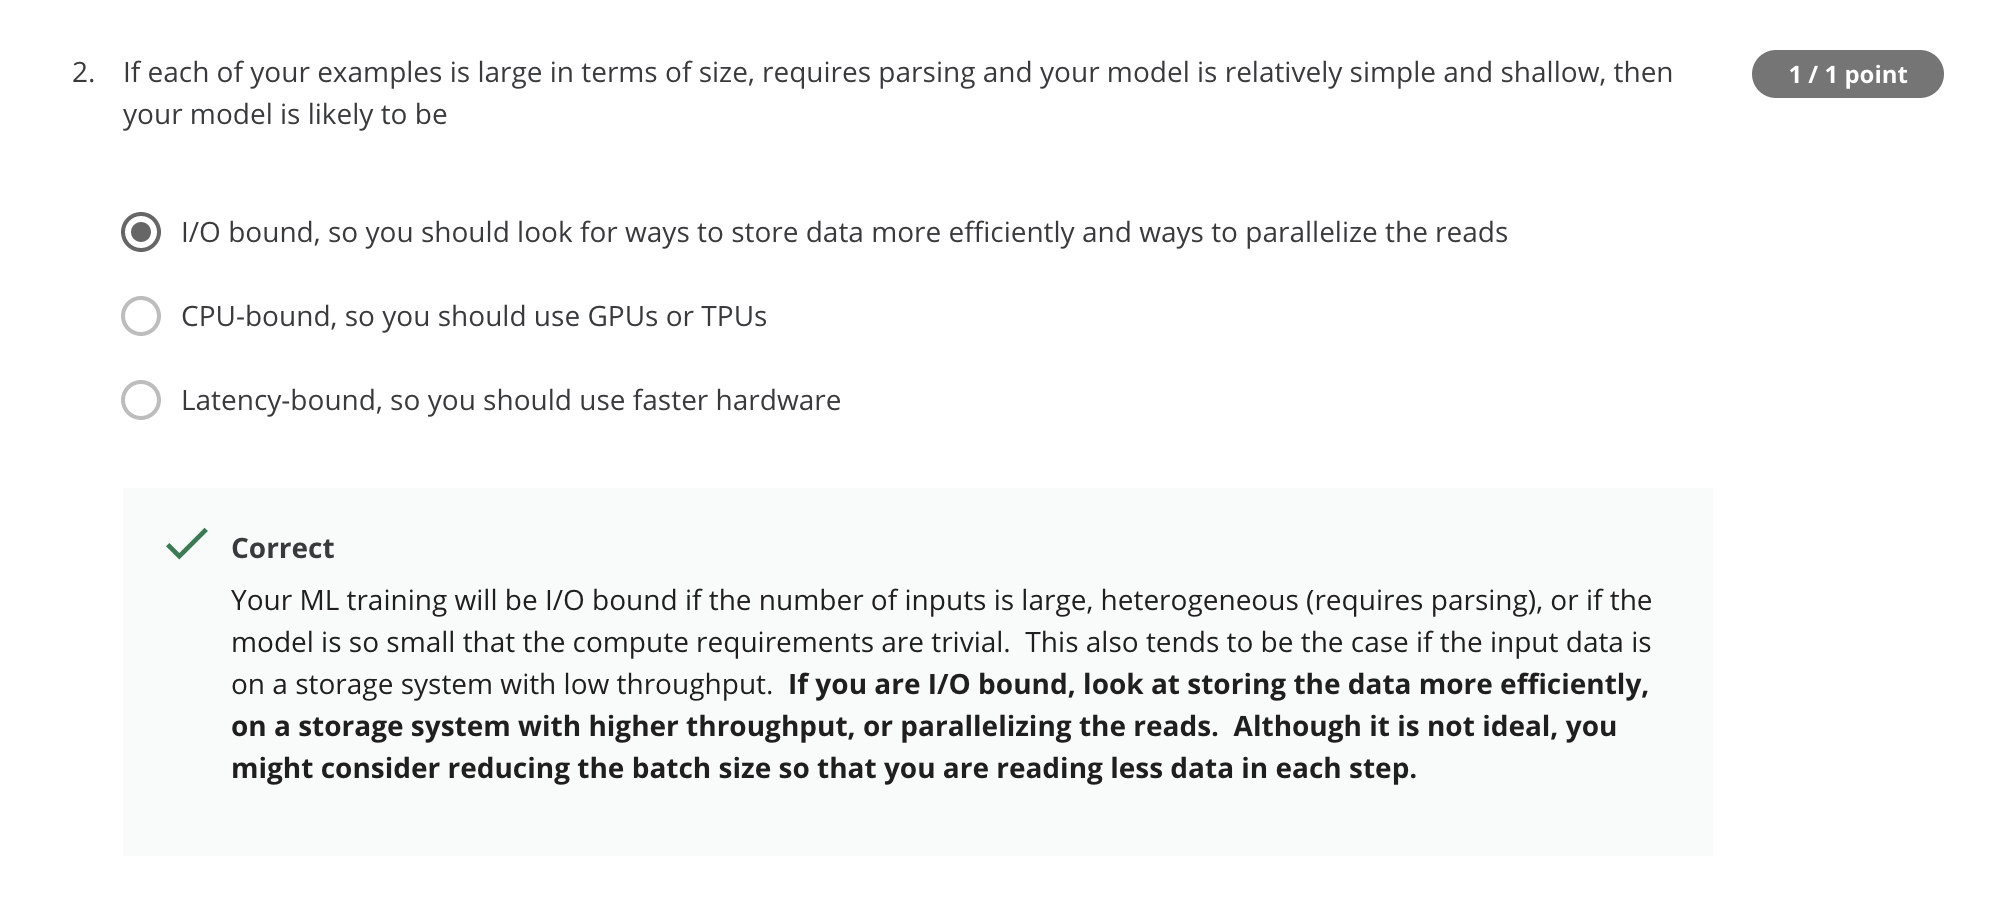 2. If each of your examples is large in terms of size, requires parsing and your model is relatively simple and shallow, then
your model is likely to be
1 / 1 point
I/O bound, so you should look for ways to store data more efficiently and ways to parallelize the reads
CPU-bound, so you should use GPUs or TPUs
Latency-bound, so you should use faster hardware
Correct
Your ML training will be I/O bound if the number of inputs is large, heterogeneous (requires parsing), or if the
model is so small that the compute requirements are trivial.  This also tends to be the case if the input data is
on a storage system with low throughput.  If you are I/O bound, look at storing the data more efficiently,
on a storage system with higher throughput, or parallelizing the reads.  Although it is not ideal, you
might consider reducing the batch size so that you are reading less data in each step.